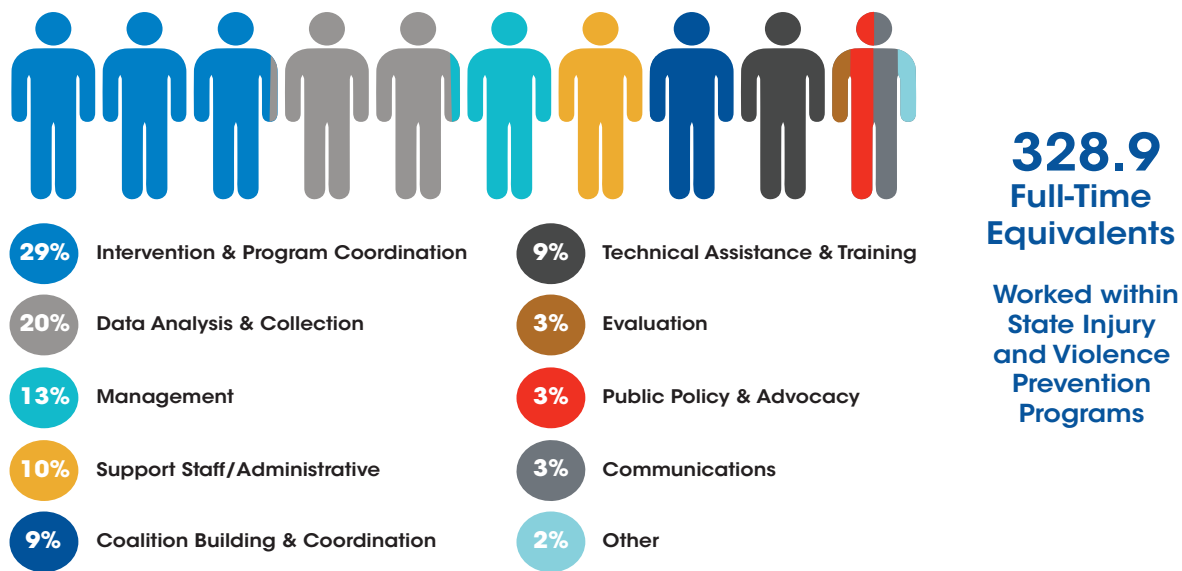 29% Intervention & Program Coordination
20% Data Analysis & Collection
13% Management
10% Support Staff/Administrative
9% Coalition Building & Coordination
9% Technical Assistance & Training
3% Evaluation
3% Public Policy & Advocacy
3% Communications
2% Other
328.9
Full-Time
Equivalents
Worked within
State Injury
and Violence
Prevention
Programs